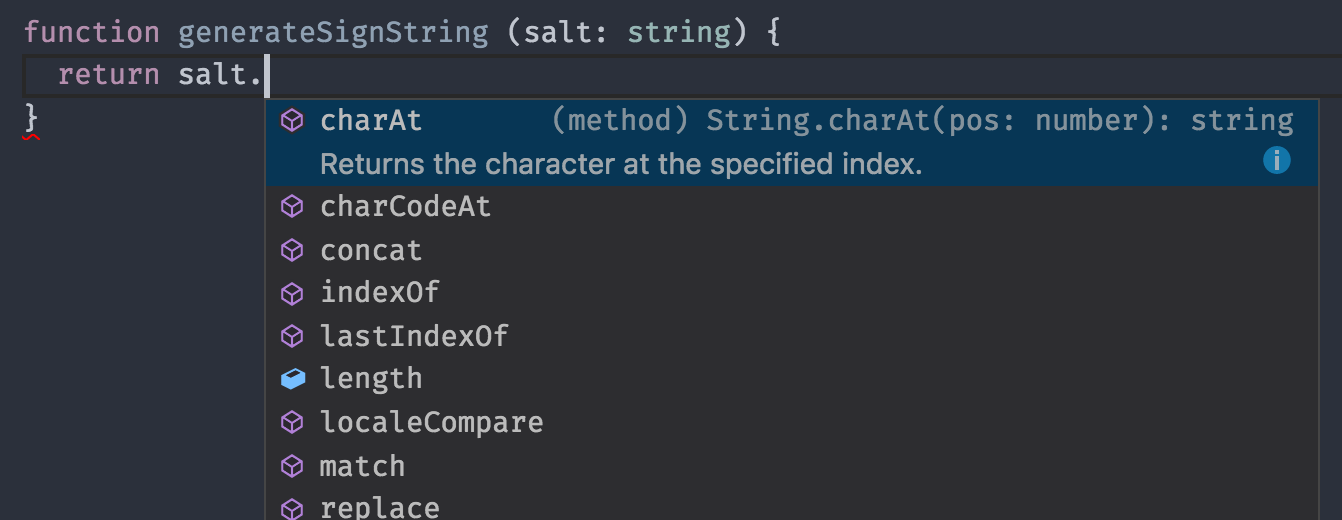 function generateSignString (salt: string) {
return salt.
}
charAt (method) String.charAt(pos: number): string
Returns the character at the specified index.
charCodeAt
concat
indexOf
lastIndexOf
length
localeCompare
match
replace